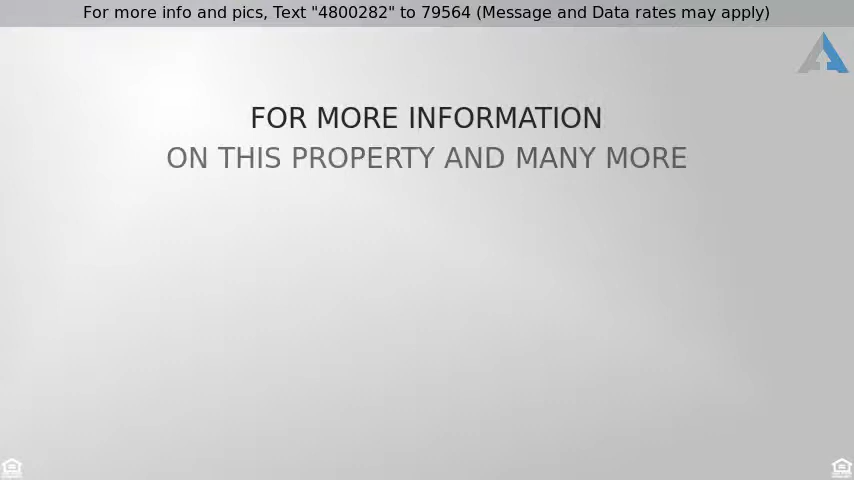 For more info and pics, Text "4800282" to 79564 (Message and Data rates may apply)
FOR MORE INFORMATION
ON THIS PROPERTY AND MANY MORE